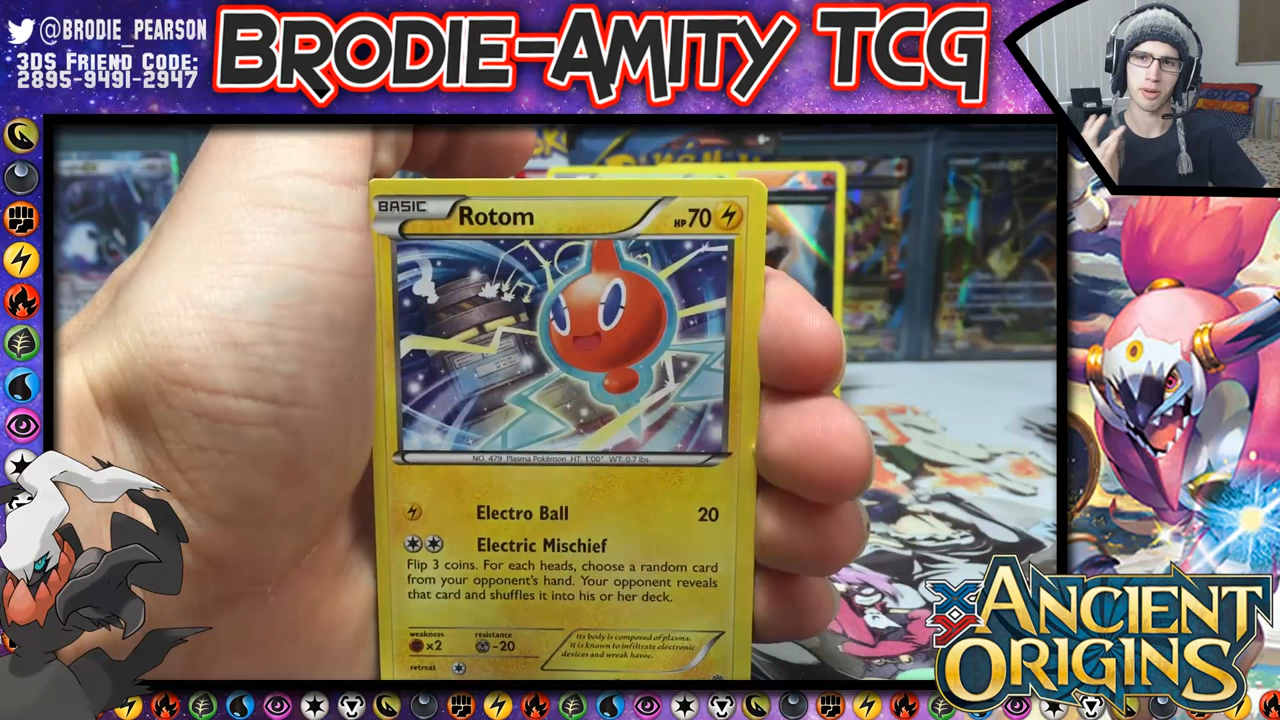 @BRODIE_PEARSON
3DS Friend Code:
2895-9491-2947
BRODIE-AMITY TCG
BASIC
Rotom
HP70
NO. 479 Plasma Pokémon HT: 1'00" WT: 0.7 lbs.
Electro Ball 20
Electric Mischief
Flip 3 coins. For each heads, choose a random card
from your opponent's hand. Your opponent reveals
that card and shuffles it into his or her deck.
weakness
×2
resistance
-20
retreat
Its body is composed of plasma.
It is known to infiltrate electronic
devices and wreak havoc.
XY
ANCIENT
ORIGINS